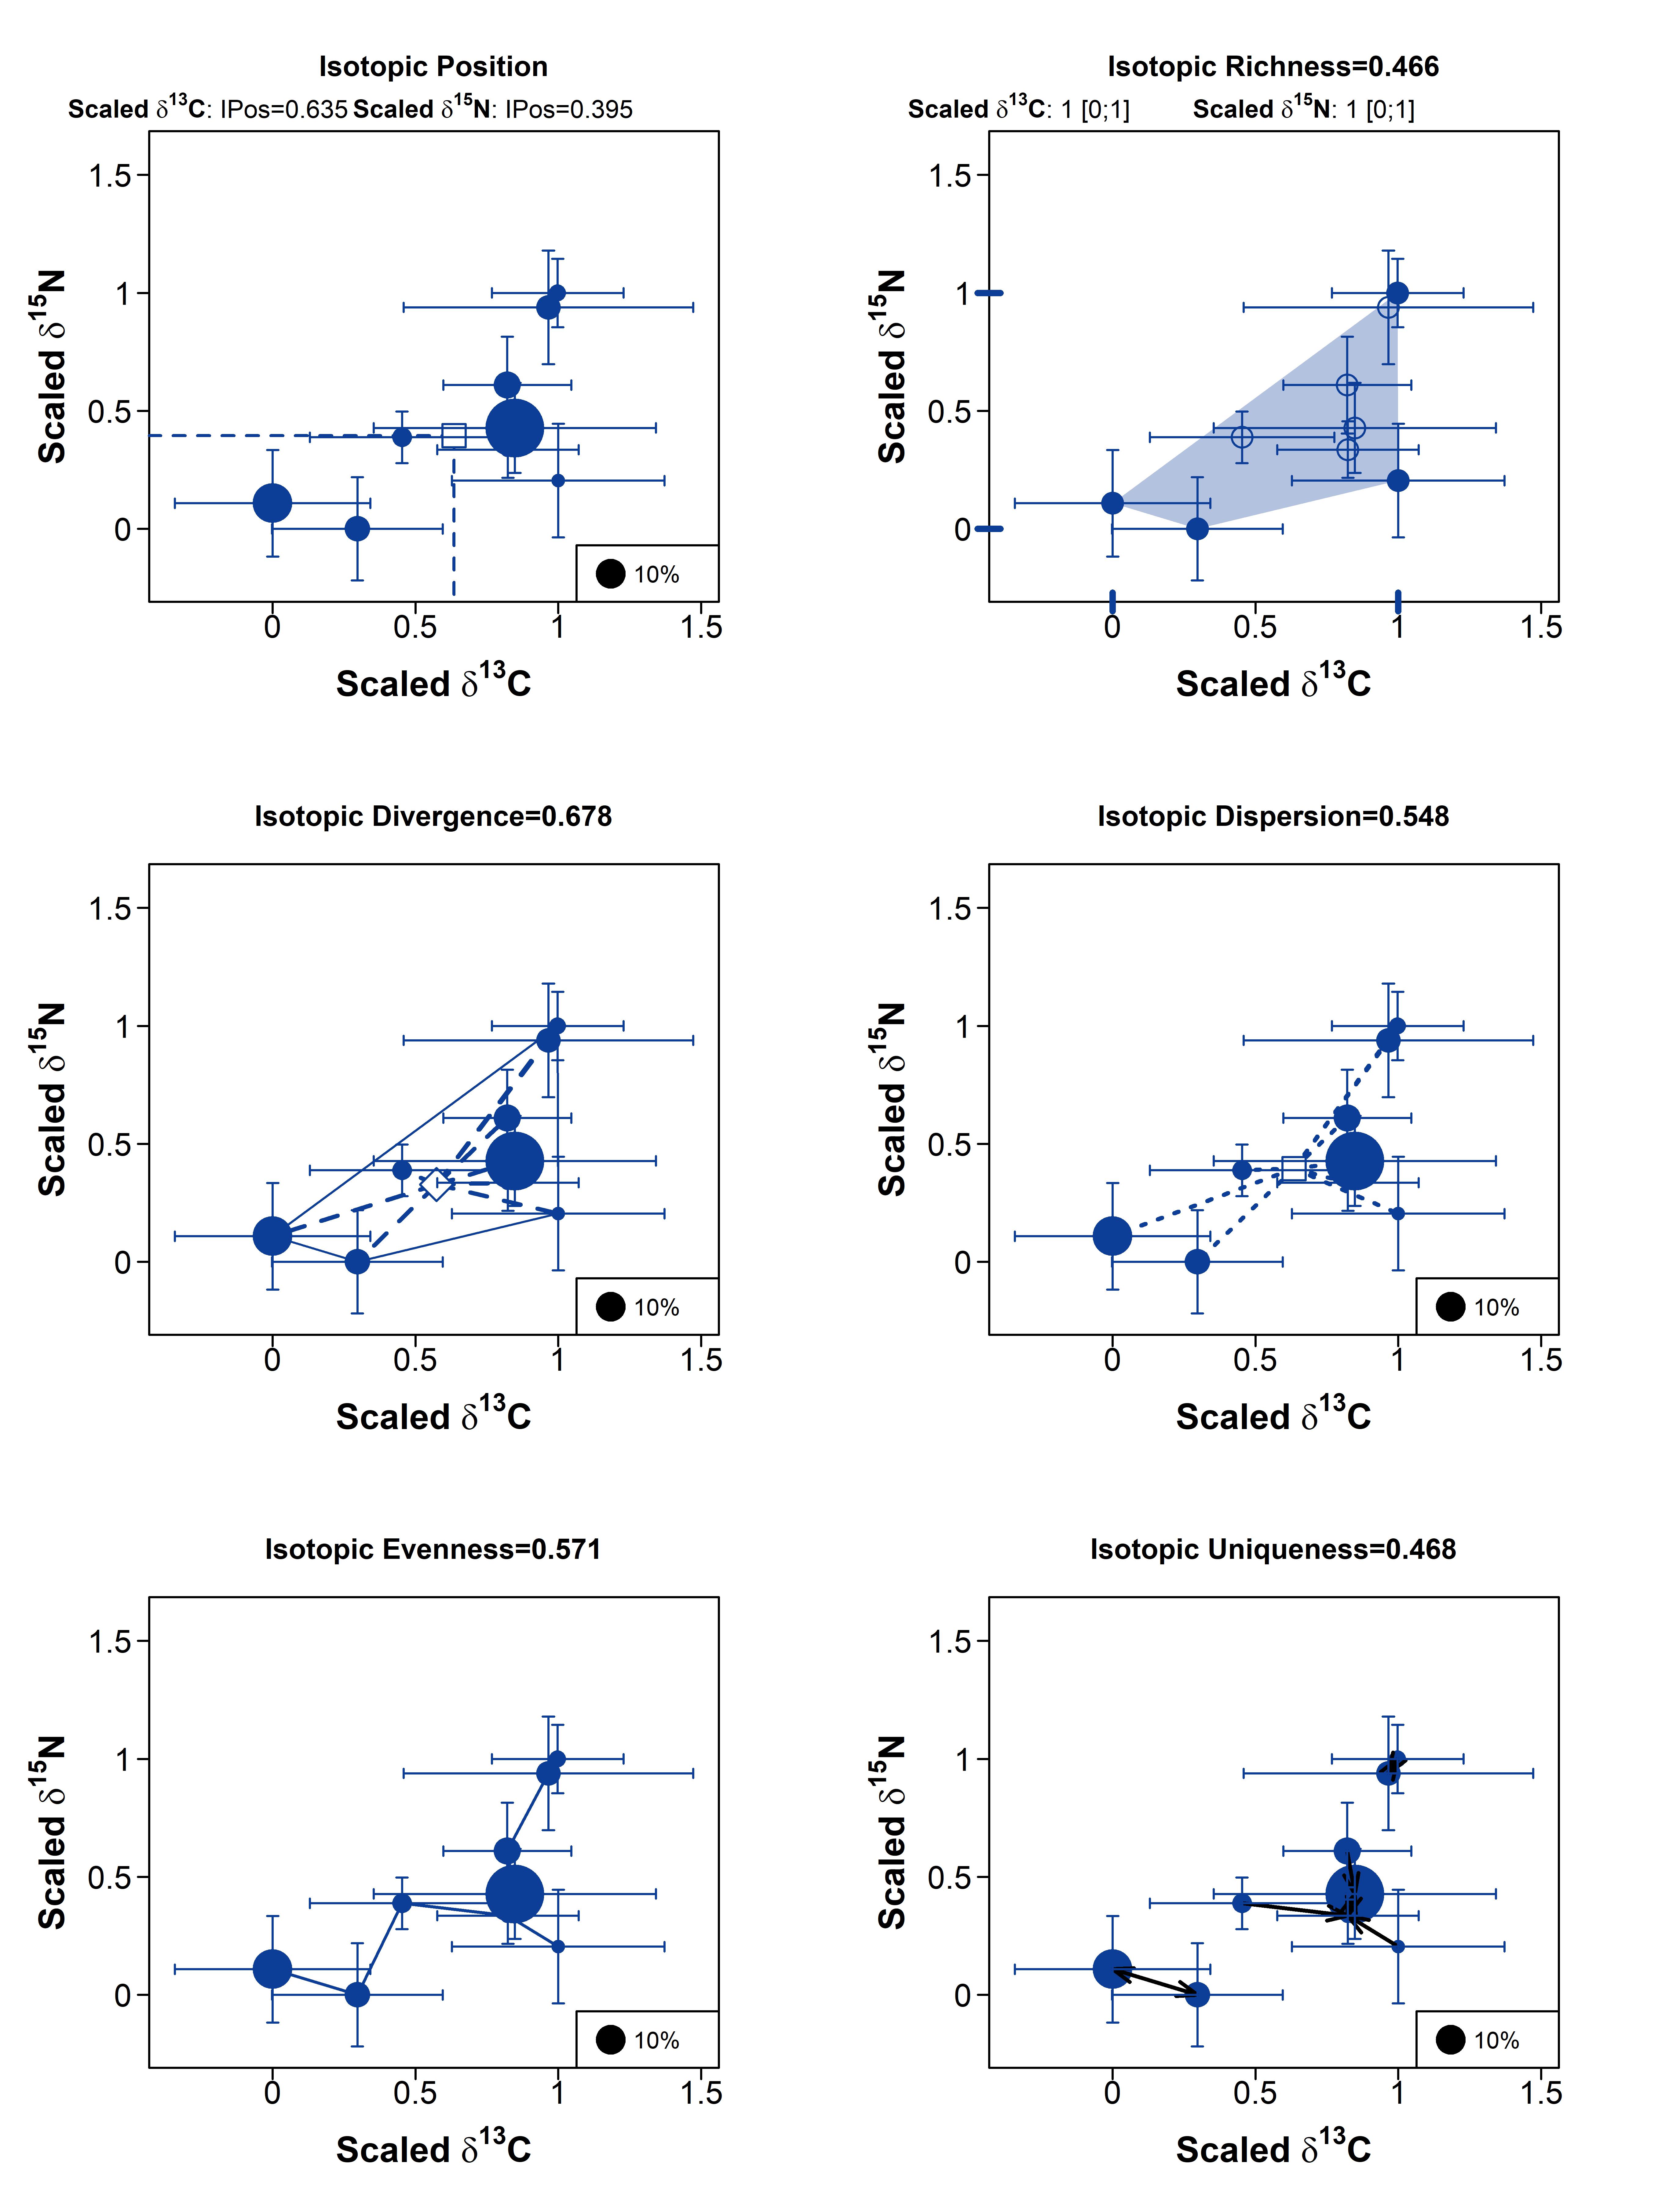 Isotopic Position
Scaled δ13C: IPos=0.635 Scaled δ15N: IPos=0.395
Scaled δ15N
1.5
1
0.5
0
10%
0 0.5 1 1.5
Scaled δ13C
Isotopic Richness=0.466
Scaled δ13C: 1 [0;1] Scaled δ15N: 1 [0;1]
Scaled δ15N
1.5
1
0.5
0
0 0.5 1 1.5
Scaled δ13C
Isotopic Divergence=0.678
Scaled δ15N
1.5
1
0.5
0
10%
0 0.5 1 1.5
Scaled δ13C
Isotopic Dispersion=0.548
Scaled δ15N
1.5
1
0.5
0
10%
0 0.5 1 1.5
Scaled δ13C
Isotopic Evenness=0.571
Scaled δ15N
1.5
1
0.5
0
10%
0 0.5 1 1.5
Scaled δ13C
Isotopic Uniqueness=0.468
Scaled δ15N
1.5
1
0.5
0
10%
0 0.5 1 1.5
Scaled δ13C